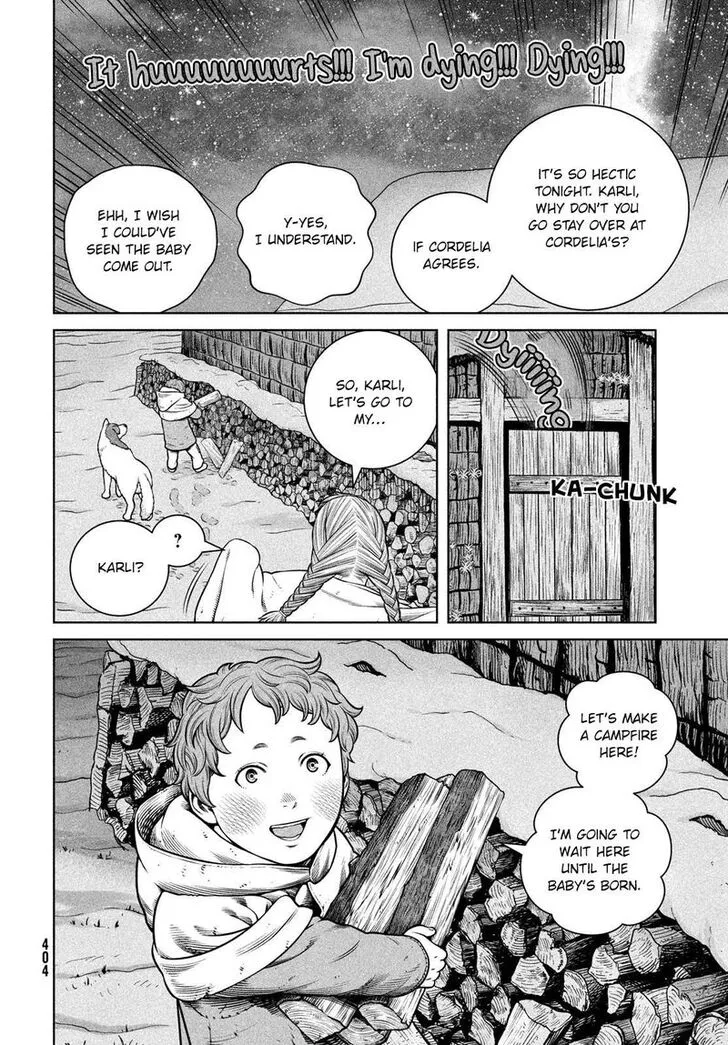 It huuuuuuuurts!!! I'm dying!!! Dying!!!
IT'S SO HECTIC
TONIGHT. KARLI,
WHY DON'T YOU
GO STAY OVER AT
CORDELIA'S?
IF CORDELIA
AGREES.
Y-YES,
I UNDERSTAND.
EHH, I WISH
I COULD'VE
SEEN THE BABY
COME OUT.
Dyiiiiing
KA-CHUNK
SO, KARLI,
LET'S GO TO
MY...
?
KARLI?
LET'S MAKE
A CAMPFIRE
HERE!
I'M GOING TO
WAIT HERE
UNTIL THE
BABY'S BORN.
404